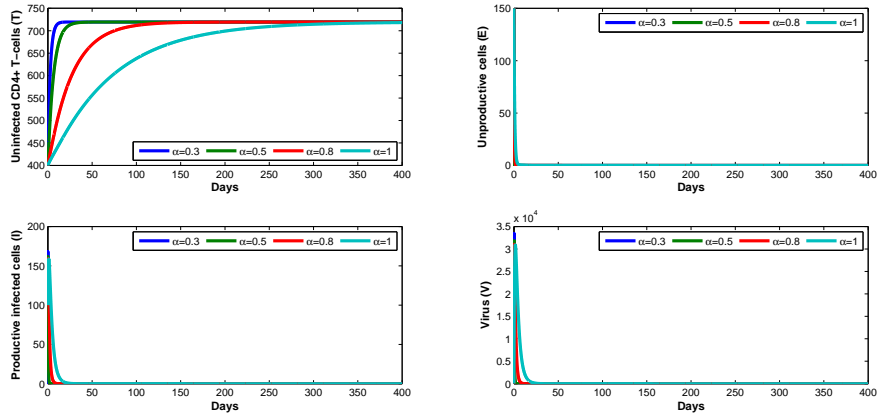 Uninfected CD4+ T-cells (T)
750
700
650
600
550
500
450
400
0 50 100 150 200 250 300 350 400
Days
α=0.3 α=0.5 α=0.8 α=1
Unproductive cells (E)
150
100
50
0
0 50 100 150 200 250 300 350 400
Days
α=0.3 α=0.5 α=0.8 α=1
Productive infected cells (I)
200
150
100
50
0
0 50 100 150 200 250 300 350 400
Days
α=0.3 α=0.5 α=0.8 α=1
Virus (V)
x 10^4
3.5
3
2.5
2
1.5
1
0.5
0
0 50 100 150 200 250 300 350 400
Days
α=0.3 α=0.5 α=0.8 α=1